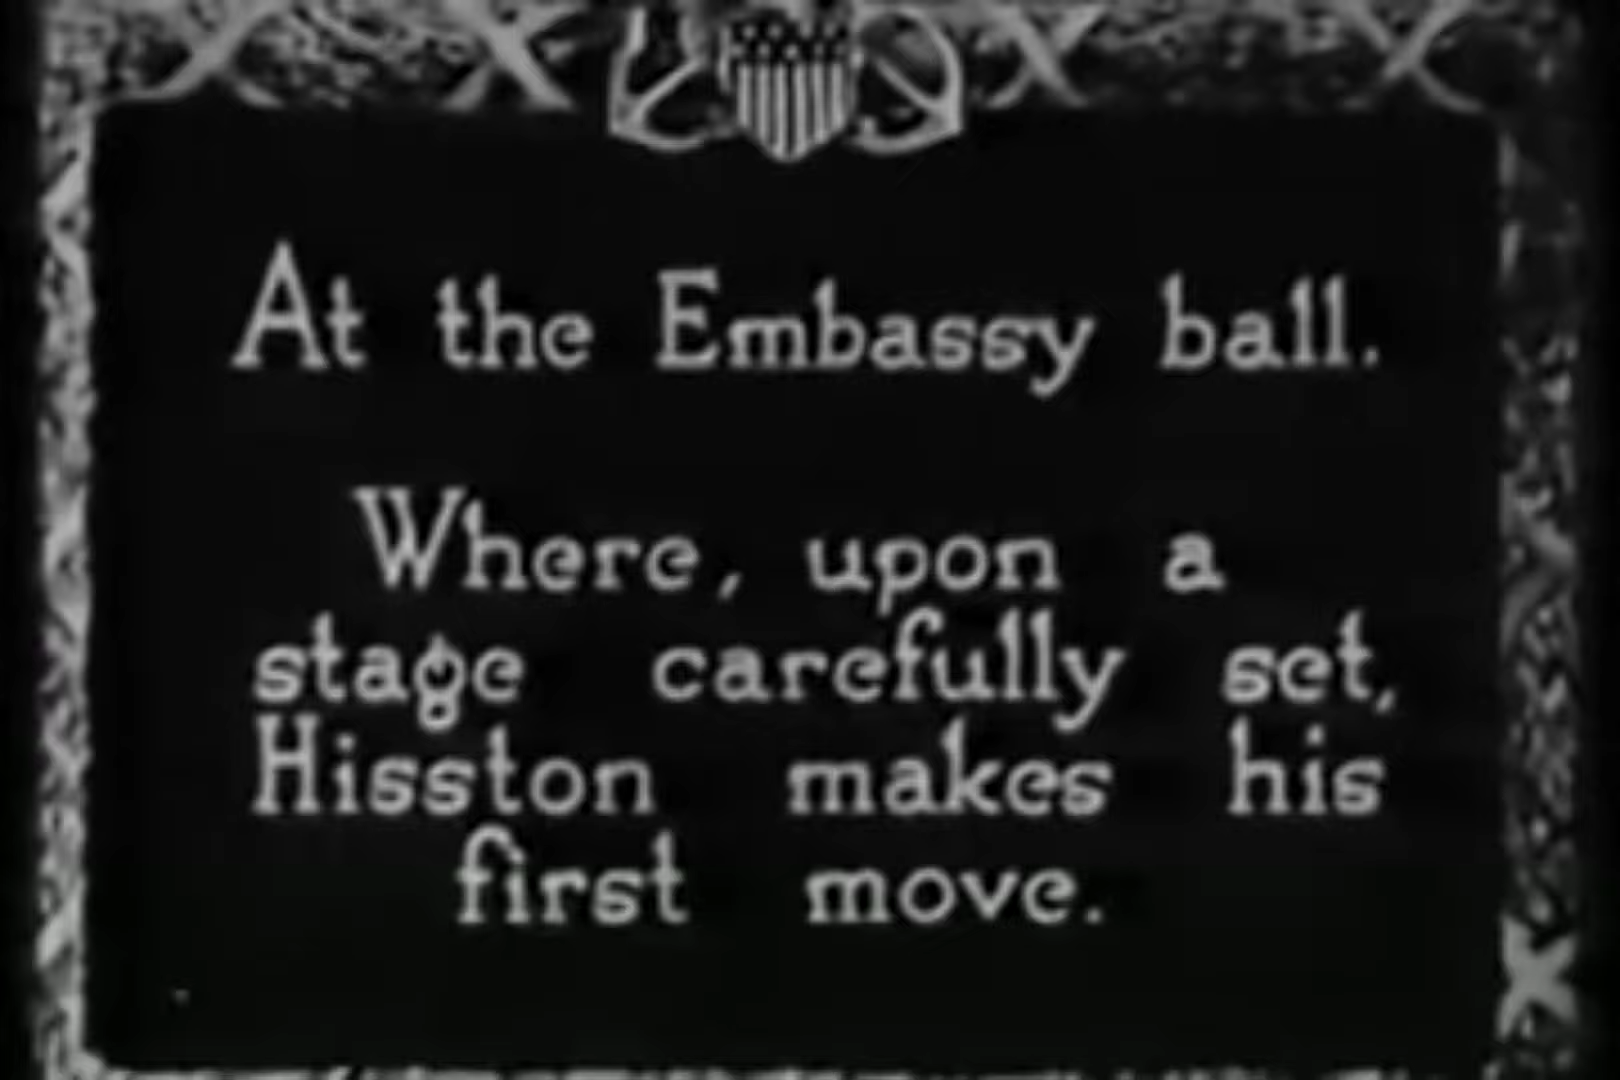 At the Embassy ball.
Where, upon a
stage carefully set,
Hisston makes his
first move.